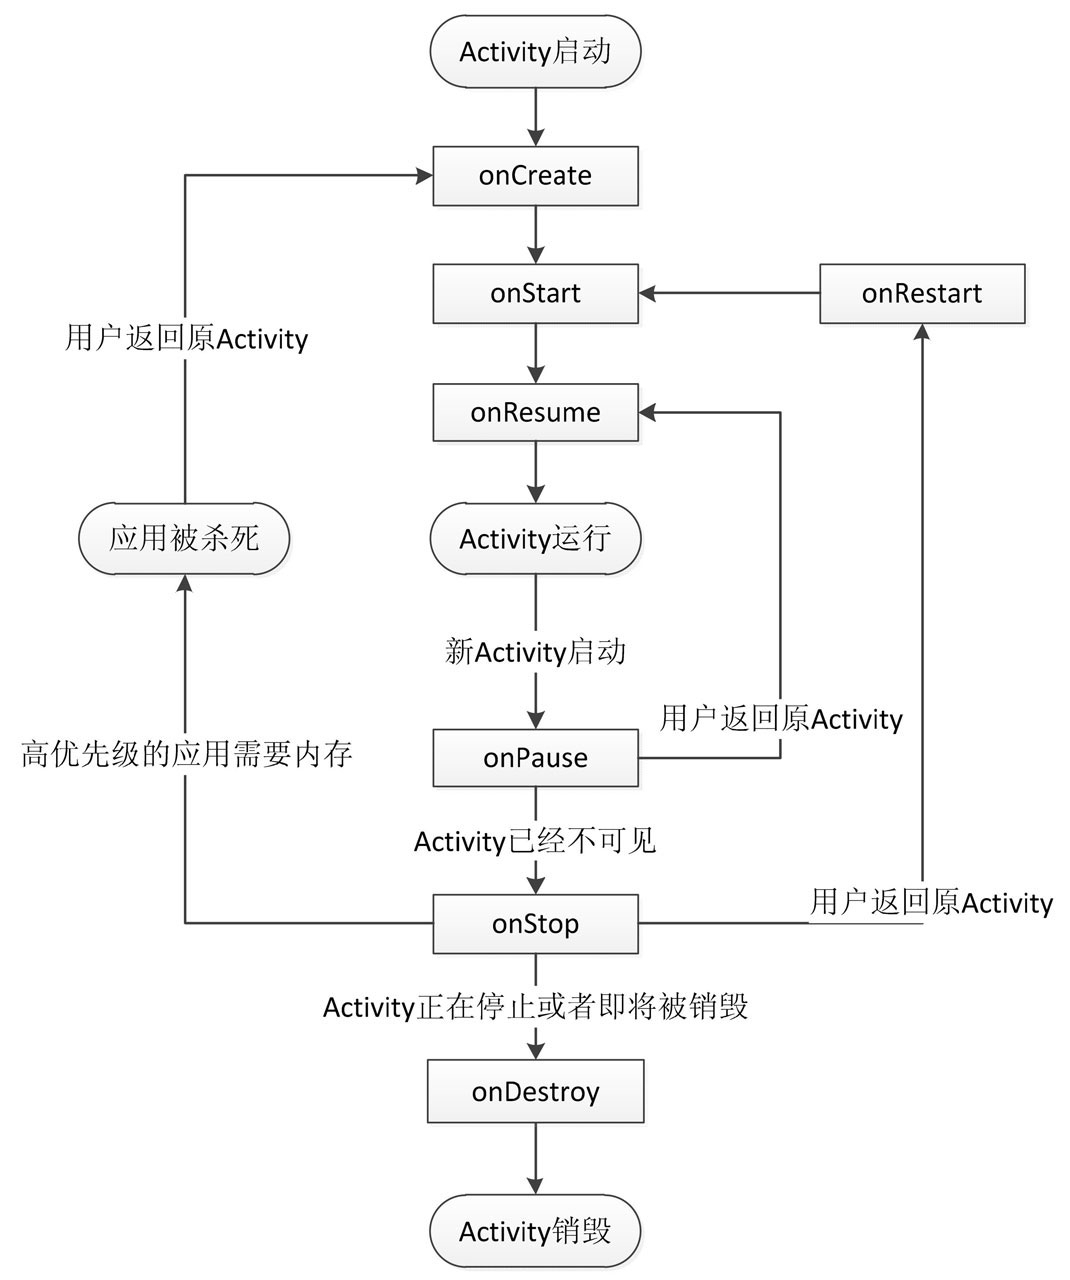 Activity启动
onCreate
onStart
onRestart
用户返回原Activity
onResume
应用被杀死
Activity运行
新Activity启动
用户返回原Activity
高优先级的应用需要内存
onPause
Activity已经不可见
用户返回原Activity
onStop
Activity正在停止或者即将被销毁
onDestroy
Activity销毁